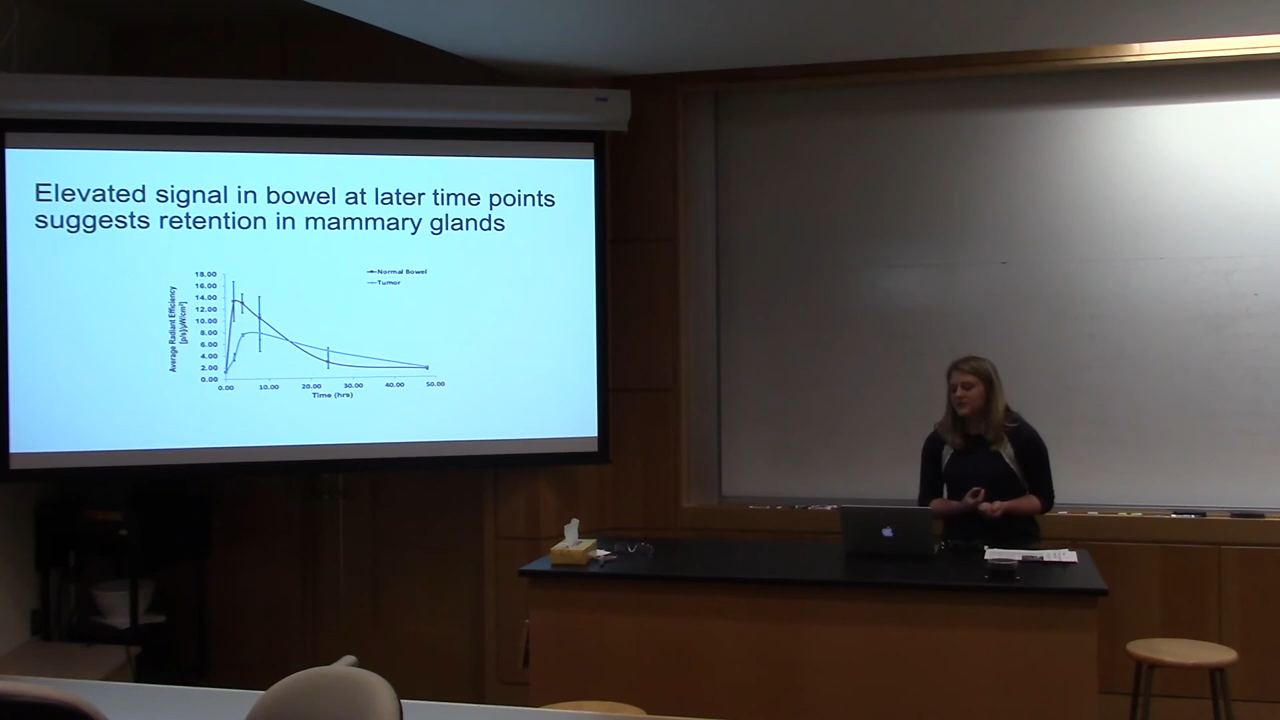 Elevated signal in bowel at later time points
suggests retention in mammary glands
Normal Bowel
Tumor
Average Radiant Efficiency
[p/s]/[µW/cm²]
18.00
16.00
14.00
12.00
10.00
8.00
6.00
4.00
2.00
0.00
0.00 10.00 20.00 30.00 40.00 50.00
Time (hrs)